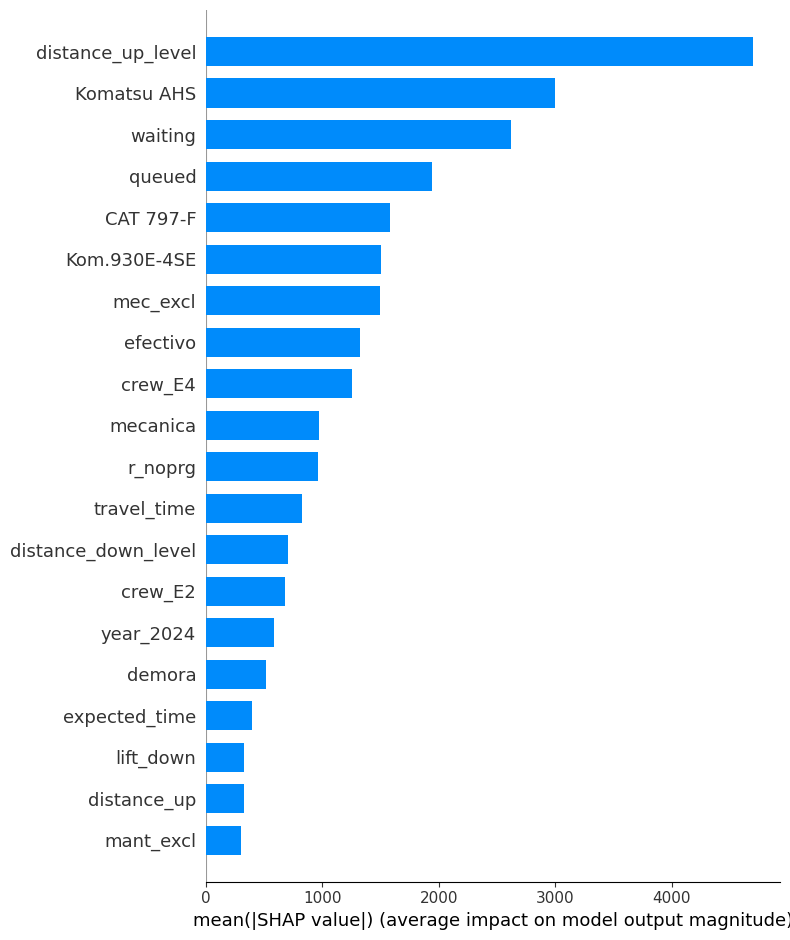 distance_up_level
Komatsu AHS
waiting
queued
CAT 797-F
Kom.930E-4SE
mec_excl
efectivo
crew_E4
mecanica
r_noprg
travel_time
distance_down_level
crew_E2
year_2024
demora
expected_time
lift_down
distance_up
mant_excl
0 1000 2000 3000 4000
mean(|SHAP value|) (average impact on model output magnitude)